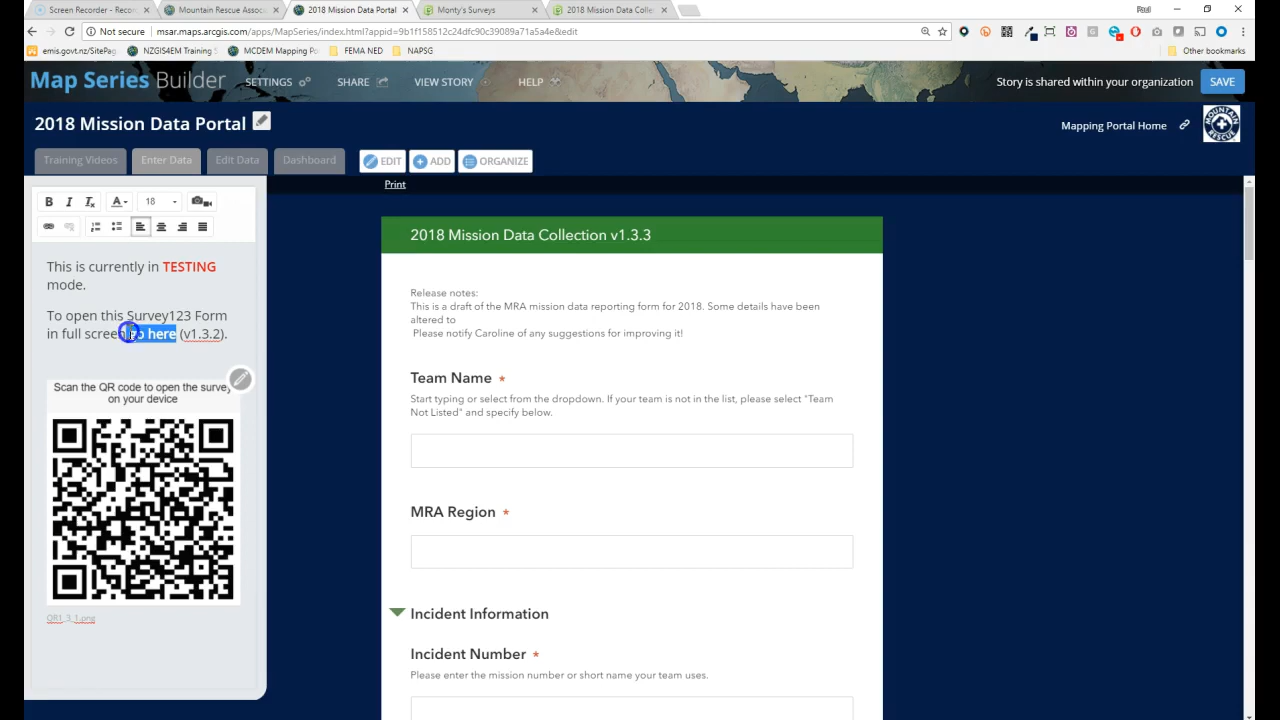 Screen Recorder - Recor
Mountain Rescue Assoc
2018 Mission Data Portal
Monty's Surveys
2018 Mission Data Colle
Not secure
msar.maps.arcgis.com/apps/MapSeries/index.html?appid=9b1f158512c24dfc90c39089a71a5a4e&edit
emis.govt.nz/SitePag
NZGIS4EM Training
MCDEM Mapping Po
FEMA NED
NAPSG
Other bookmarks
Map Series Builder
SETTINGS
SHARE
VIEW STORY
HELP
Story is shared within your organization
SAVE
2018 Mission Data Portal
Mapping Portal Home
MOUNTAIN
RESCUE
Training Videos
Enter Data
Edit Data
Dashboard
EDIT
ADD
ORGANIZE
B I Tx A 18
This is currently in TESTING
mode.
To open this Survey123 Form
in full screen go here (v1.3.2).
Scan the QR code to open the survey
on your device
QR1_3_1.png
Print
2018 Mission Data Collection v1.3.3
Release notes:
This is a draft of the MRA mission data reporting form for 2018. Some details have been
altered to
Please notify Caroline of any suggestions for improving it!
Team Name *
Start typing or select from the dropdown. If your team is not in the list, please select "Team
Not Listed" and specify below.
MRA Region *
Incident Information
Incident Number *
Please enter the mission number or short name your team uses.